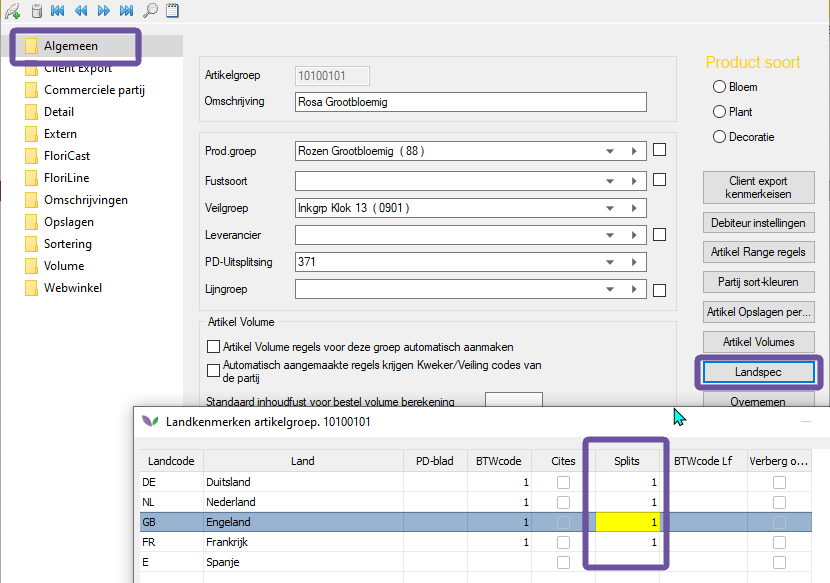 Algemeen
Client Export
Commerciele partij
Detail
Extern
FloriCast
FloriLine
Omschrijvingen
Opslagen
Sortering
Volume
Webwinkel
Artikelgroep 10100101
Omschrijving Rosa Grootbloemig
Prod.groep Rozen Grootbloemig ( 88 )
Fustsoort
Veilgroep Inkgrp Klok 13 ( 0901 )
Leverancier
PD-Uitsplitsing 371
Lijngroep
Artikel Volume
Artikel Volume regels voor deze groep automatisch aanmaken
Automatisch aangemaakte regels krijgen Kweker/Veiling codes van
de partij
Standaard inhoudfust voor bestel volume berekening
Product soort
Bloem
Plant
Decoratie
Client export
kenmerkeisen
Debiteur instellingen
Artikel Range regels
Partij sort-kleuren
Artikel Opslagen per...
Artikel Volumes
Landspec
Overnemen
Landkenmerken artikelgroep. 10100101
Landcode Land PD-blad BTWcode Cites Splits BTWcode Lf Verberg o...
DE Duitsland 1 1
NL Nederland 1 1
GB Engeland 1
FR Frankrijk 1 1
E Spanje